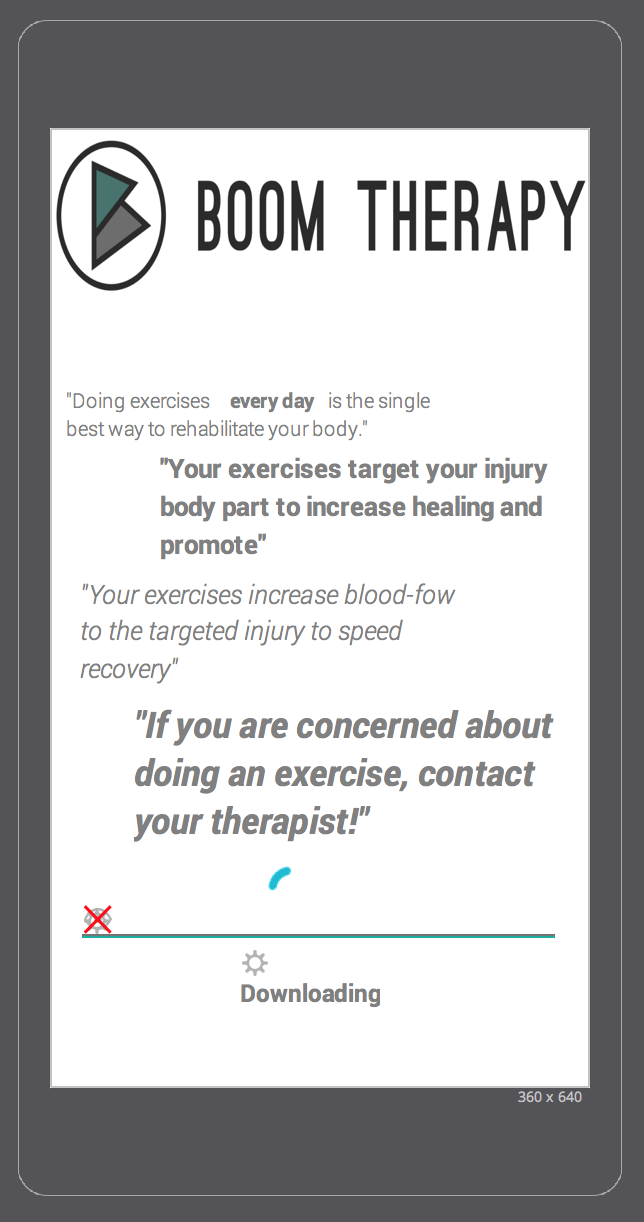 BOOM THERAPY
"Doing exercises every day is the single
best way to rehabilitate your body."
"Your exercises target your injury
body part to increase healing and
promote"
"Your exercises increase blood-fow
to the targeted injury to speed
recovery"
"If you are concerned about
doing an exercise, contact
your therapist!"
Downloading
360 x 640